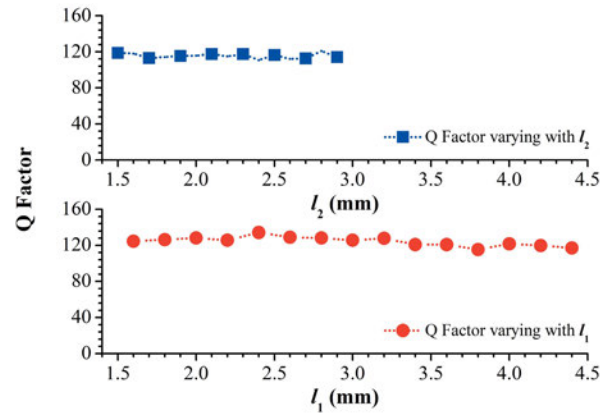 160
120
80
40
0
Q Factor varying with l₂
1.5 2.0 2.5 3.0 3.5 4.0 4.5
l₂ (mm)
Q Factor
160
120
80
40
0
Q Factor varying with l₁
1.5 2.0 2.5 3.0 3.5 4.0 4.5
l₁ (mm)